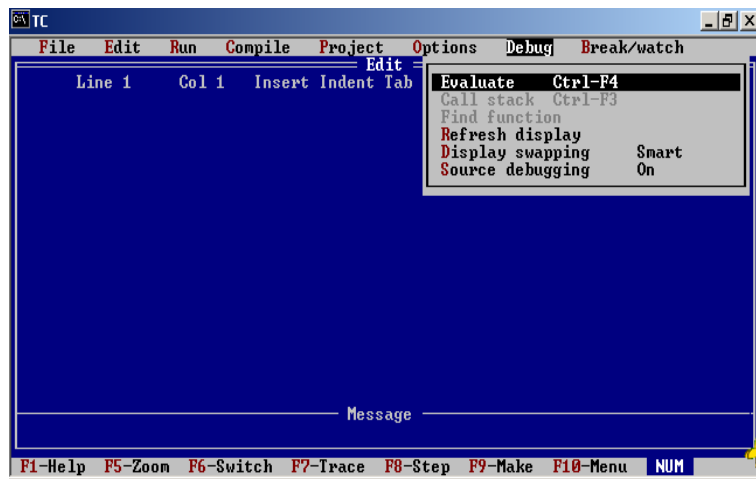 TC
File Edit Run Compile Project Options Debug Break/watch
Edit
Line 1 Col 1 Insert Indent Tab
Evaluate Ctrl-F4
Call stack Ctrl-F3
Find function
Refresh display
Display swapping Smart
Source debugging On
Message
F1-Help F5-Zoom F6-Switch F7-Trace F8-Step F9-Make F10-Menu NUM